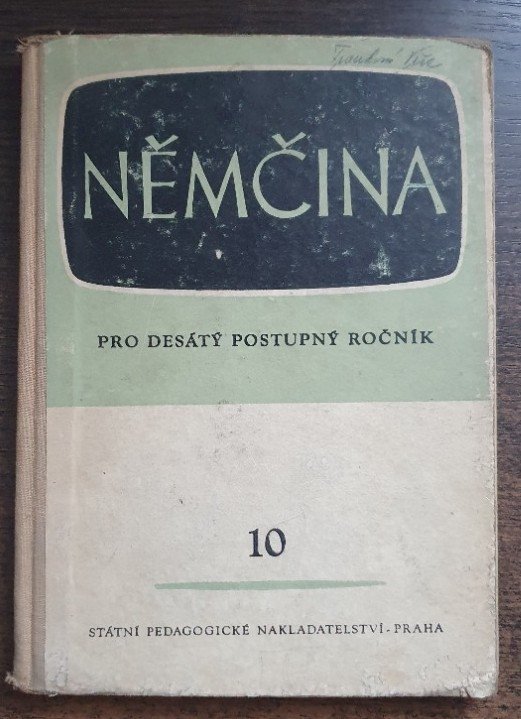 NĚMČINA
PRO DESÁTÝ POSTUPNÝ ROČNÍK
10
STÁTNÍ PEDAGOGICKÉ NAKLADATELSTVÍ - PRAHA